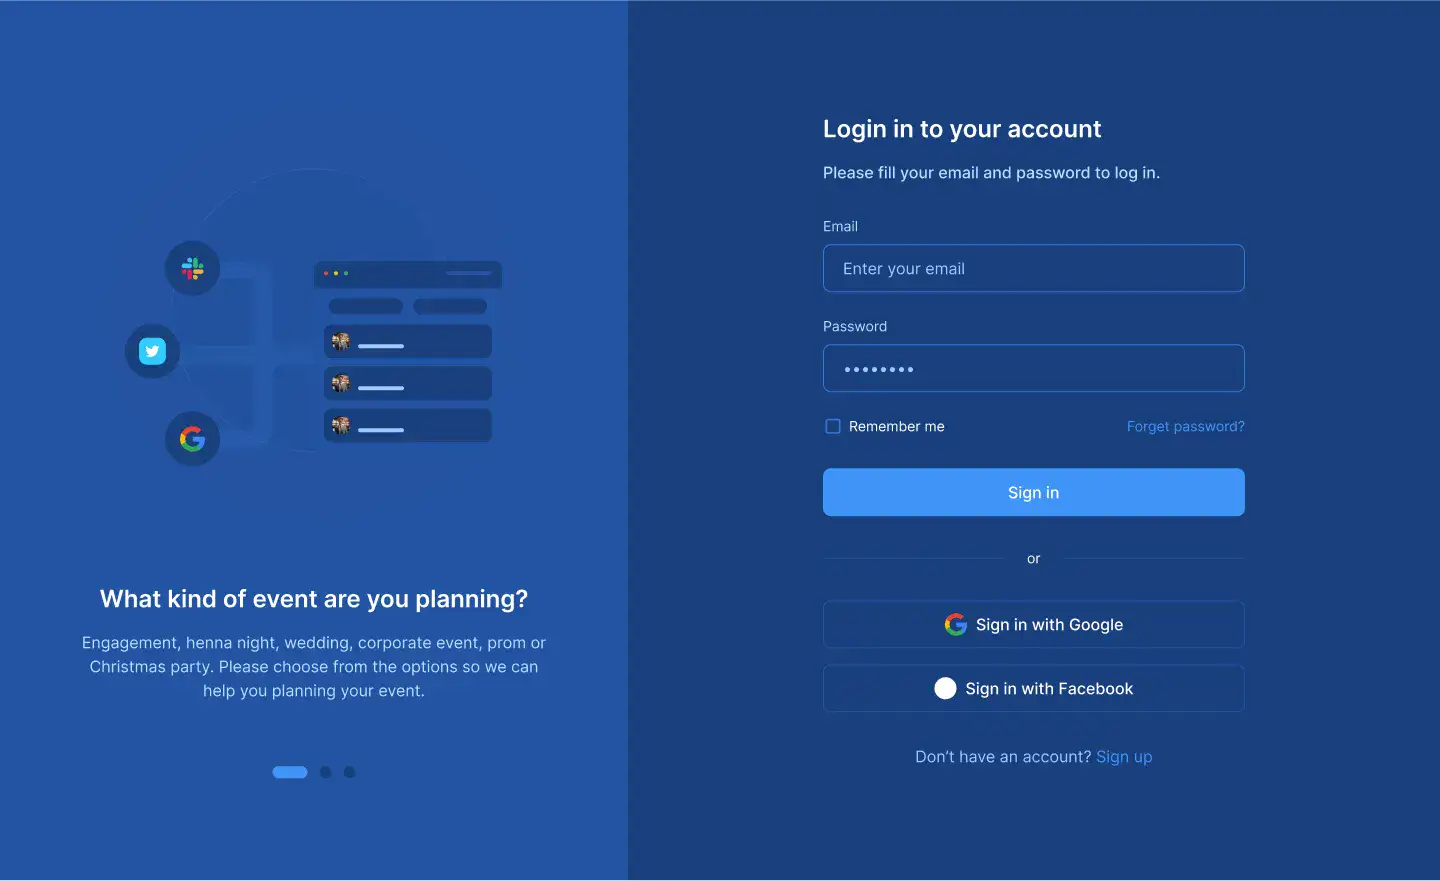 What kind of event are you planning?
Engagement, henna night, wedding, corporate event, prom or
Christmas party. Please choose from the options so we can
help you planning your event.
Login in to your account
Please fill your email and password to log in.
Email
Enter your email
Password
Remember me
Forget password?
Sign in
or
Sign in with Google
Sign in with Facebook
Don’t have an account? Sign up